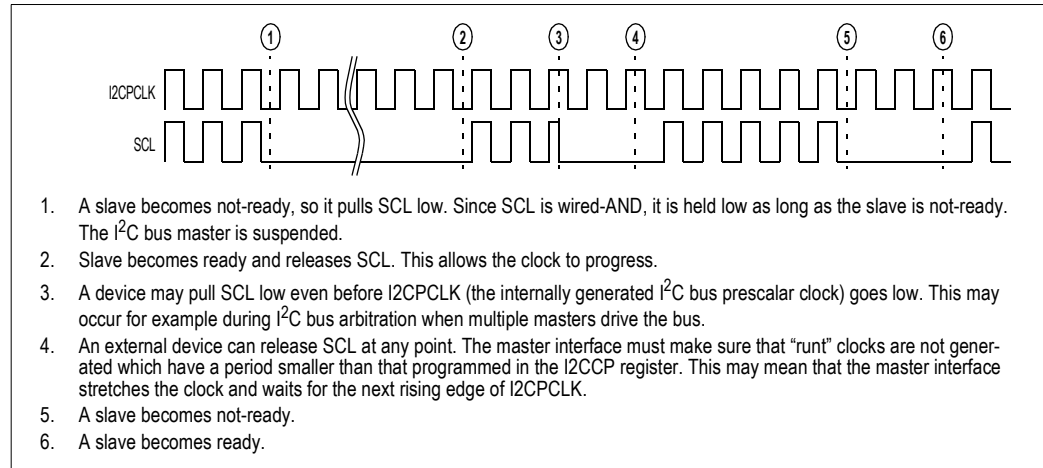 1 2 3 4 5 6
I2CPCLK
SCL
1. A slave becomes not-ready, so it pulls SCL low. Since SCL is wired-AND, it is held low as long as the slave is not-ready.
The I2C bus master is suspended.
2. Slave becomes ready and releases SCL. This allows the clock to progress.
3. A device may pull SCL low even before I2CPCLK (the internally generated I2C bus prescalar clock) goes low. This may
occur for example during I2C bus arbitration when multiple masters drive the bus.
4. An external device can release SCL at any point. The master interface must make sure that “runt” clocks are not gener-
ated which have a period smaller than that programmed in the I2CCP register. This may mean that the master interface
stretches the clock and waits for the next rising edge of I2CPCLK.
5. A slave becomes not-ready.
6. A slave becomes ready.